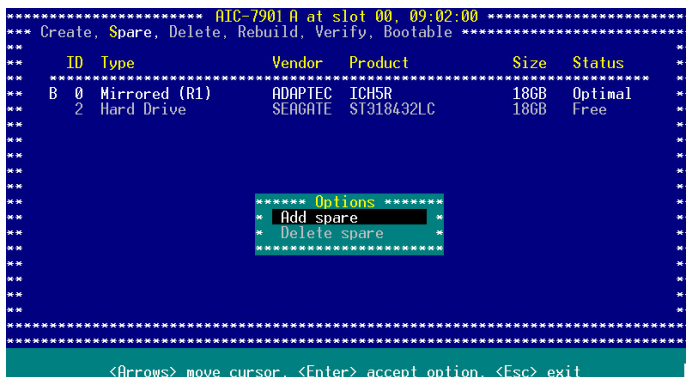 AIC-7901 A at slot 00, 09:02:00
Create, Spare, Delete, Rebuild, Verify, Bootable
ID Type Vendor Product Size Status
B 0 Mirrored (R1) ADAPTEC ICH5R 18GB Optimal
2 Hard Drive SEAGATE ST318432LC 18GB Free
Options
Add spare
Delete spare
<Arrows> move cursor, <Enter> accept option, <Esc> exit